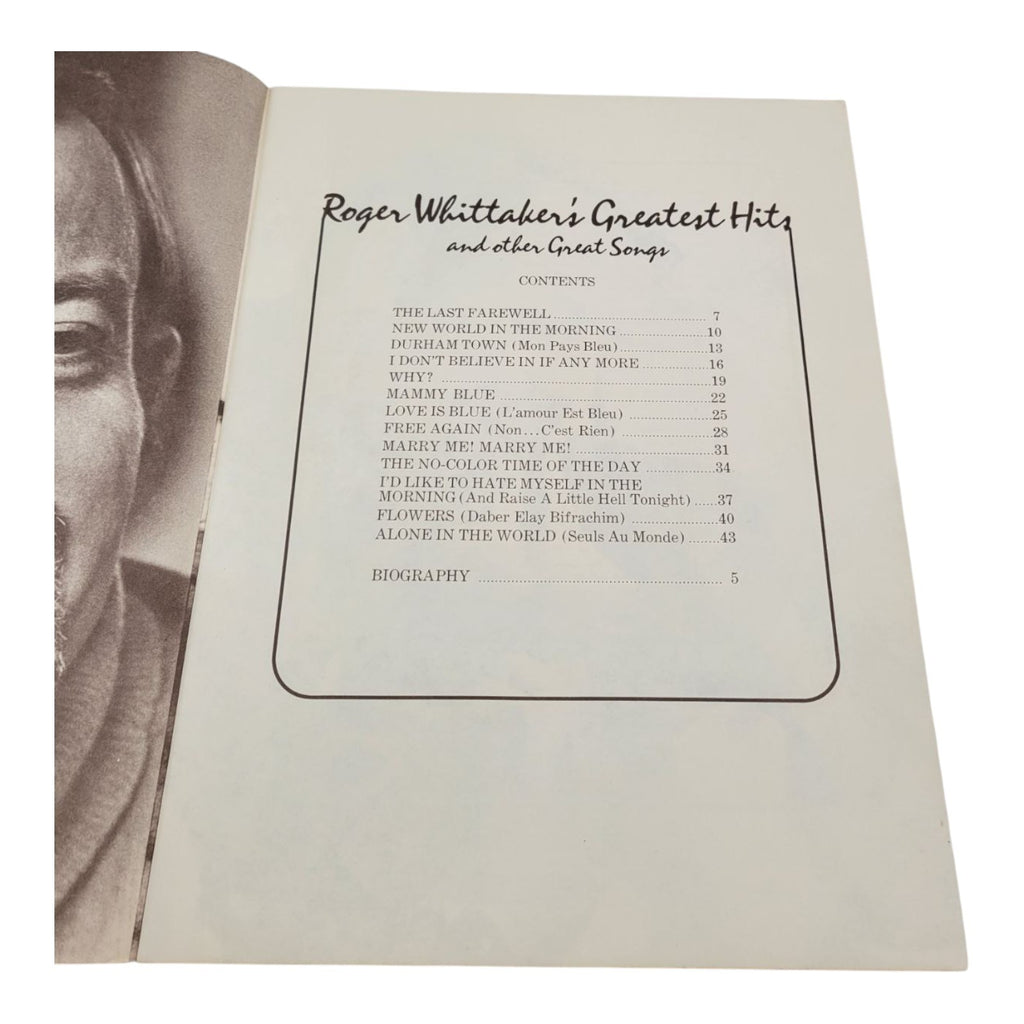 Roger Whittaker's Greatest Hits
and other Great Songs
CONTENTS
THE LAST FAREWELL ........................................ 7
NEW WORLD IN THE MORNING .......................10
DURHAM TOWN (Mon Pays Bleu).......................13
I DON'T BELIEVE IN IF ANY MORE .................16
WHY? .....................................................................19
MAMMY BLUE .......................................................22
LOVE IS BLUE (L'amour Est Bleu) ......................25
FREE AGAIN (Non...C'est Rien) ........................28
MARRY ME! MARRY ME! ...................................31
THE NO-COLOR TIME OF THE DAY ..................34
I'D LIKE TO HATE MYSELF IN THE
MORNING (And Raise A Little Hell Tonight) ......37
FLOWERS (Daber Elay Bifrachim) .......................40
ALONE IN THE WORLD (Seuls Au Monde) ........43
BIOGRAPHY .............................................................. 5